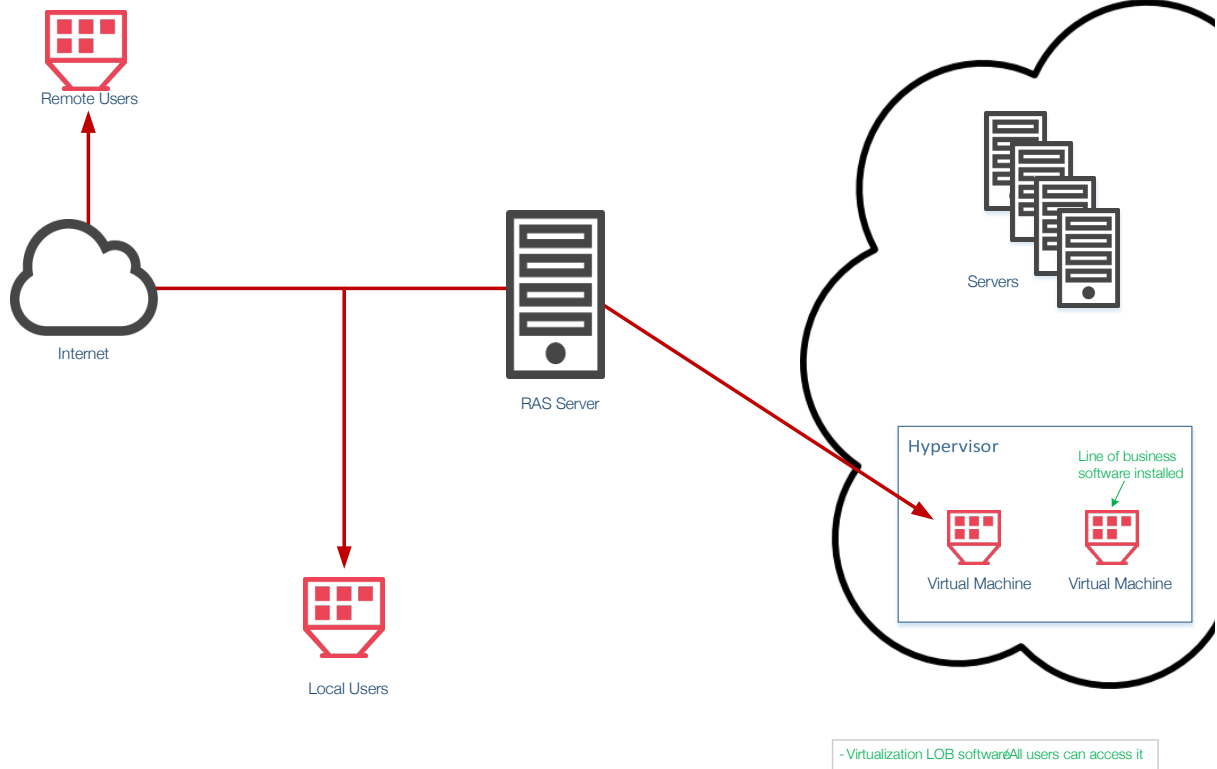 Remote Users
Internet
RAS Server
Local Users
Servers
Hypervisor
Line of business
software installed
Virtual Machine
Virtual Machine
- Virtualization LOB software All users can access it